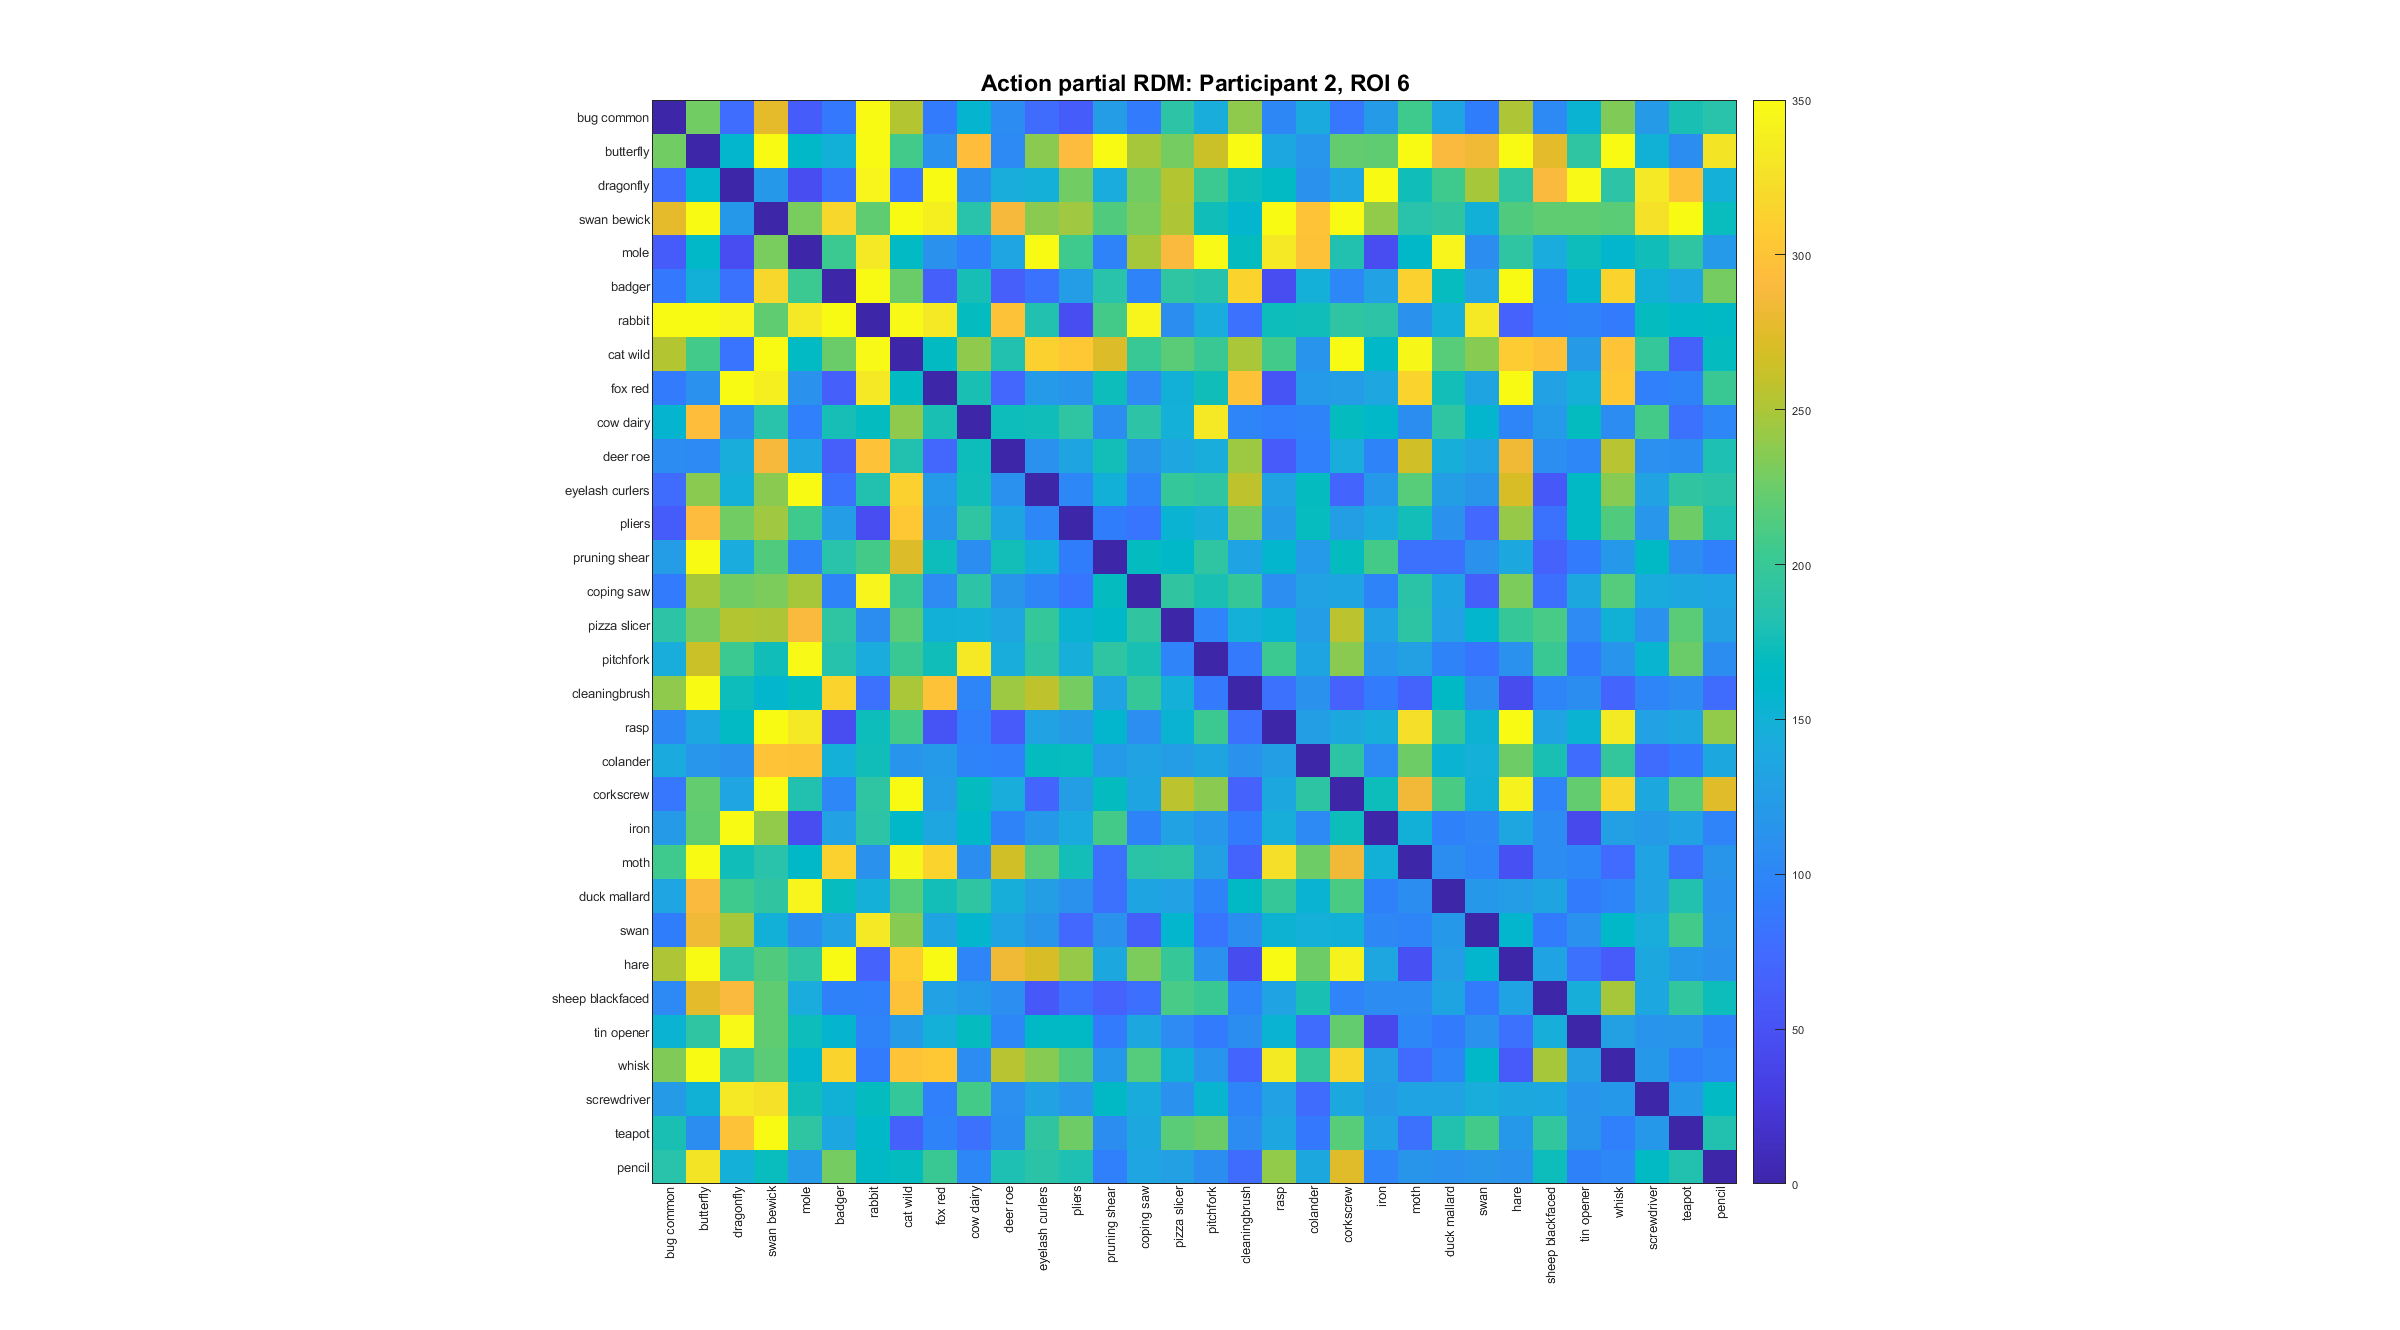 Action partial RDM: Participant 2, ROI 6
bug common
butterfly
dragonfly
swan bewick
mole
badger
rabbit
cat wild
fox red
cow dairy
deer roe
eyelash curlers
pliers
pruning shear
coping saw
pizza slicer
pitchfork
cleaningbrush
rasp
colander
corkscrew
iron
moth
duck mallard
swan
hare
sheep blackfaced
tin opener
whisk
screwdriver
teapot
pencil
bug common
butterfly
dragonfly
swan bewick
mole
badger
rabbit
cat wild
fox red
cow dairy
deer roe
eyelash curlers
pliers
pruning shear
coping saw
pizza slicer
pitchfork
cleaningbrush
rasp
colander
corkscrew
iron
moth
duck mallard
swan
hare
sheep blackfaced
tin opener
whisk
screwdriver
teapot
pencil
350
300
250
200
150
100
50
0